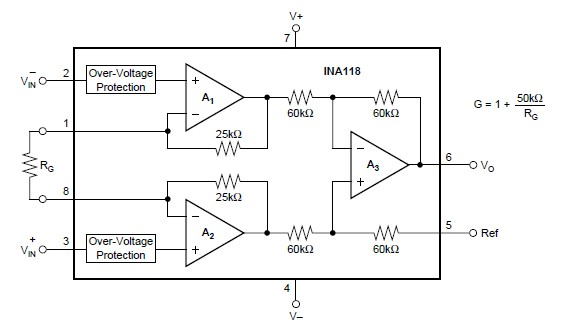 V+
7
INA118
V–IN
2
Over-Voltage
Protection
+
A1
–
60kΩ
60kΩ
G = 1 + 50kΩ
RG
1
25kΩ
–
A3
+
6
VO
RG
8
25kΩ
–
A2
+
5
Ref
V+IN
3
Over-Voltage
Protection
60kΩ
60kΩ
4
V–